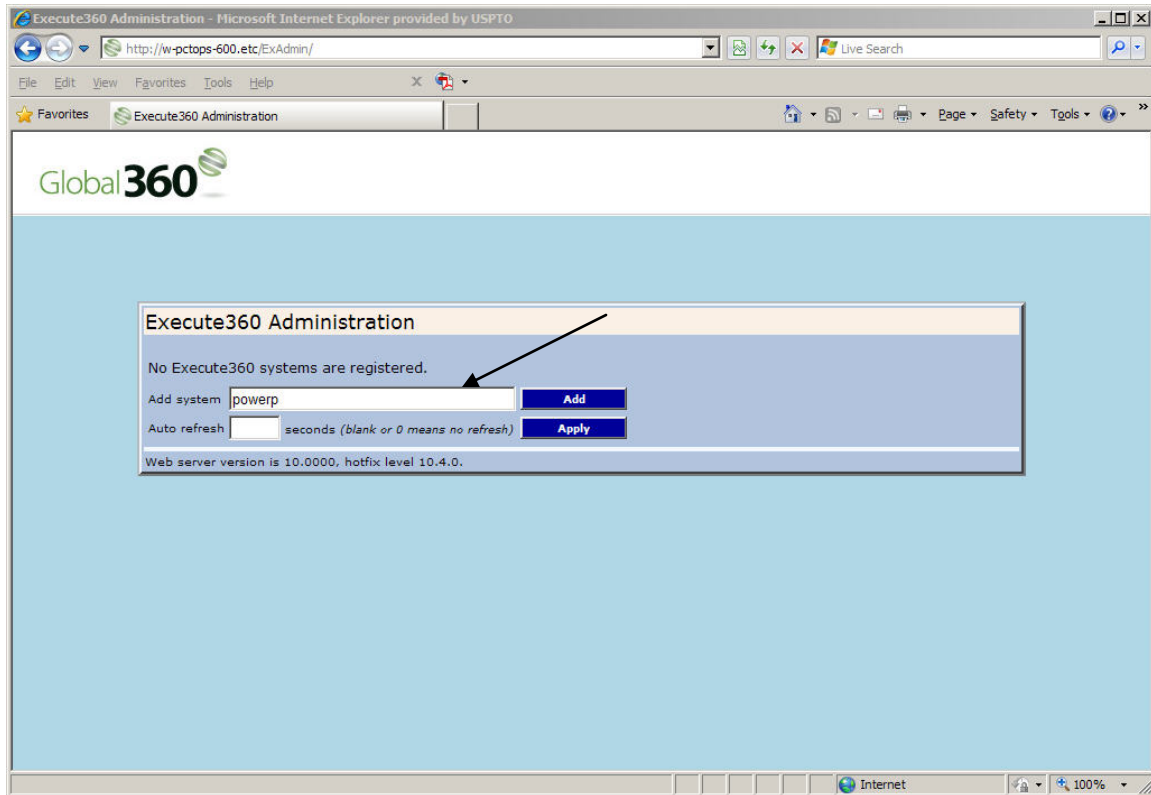 Execute360 Administration - Microsoft Internet Explorer provided by USPTO
http://w-pctops-600.etc/ExAdmin/
Live Search
File Edit View Favorites Tools Help
Favorites Execute360 Administration Page Safety Tools
Global 360
Execute360 Administration
No Execute360 systems are registered.
Add system powerp Add
Auto refresh seconds (blank or 0 means no refresh) Apply
Web server version is 10.0000, hotfix level 10.4.0.
Internet 100%